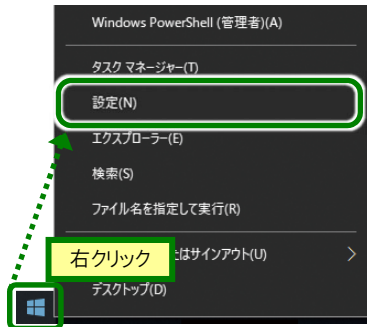 Windows PowerShell (管理者)(A)
タスク マネージャー(T)
設定(N)
エクスプローラー(E)
検索(S)
ファイル名を指定して実行(R)
右クリック
たはサインアウト(U)
デスクトップ(D)